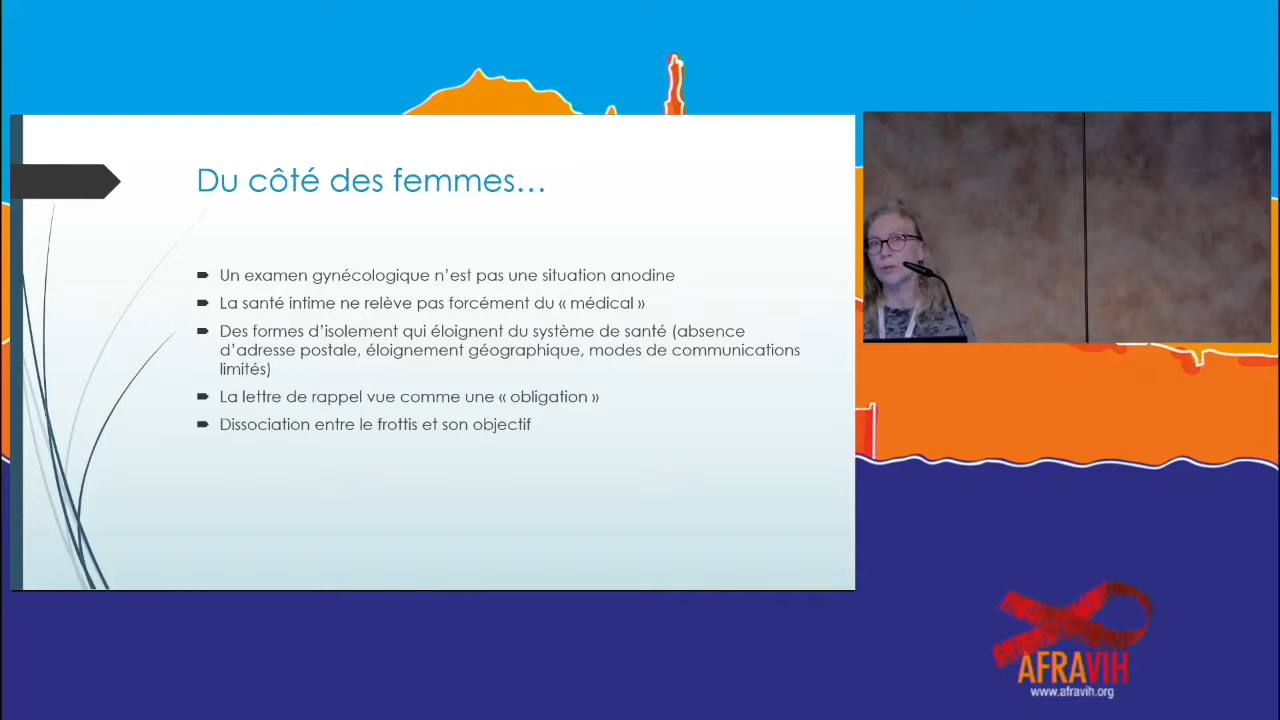 Du côté des femmes…
Un examen gynécologique n’est pas une situation anodine
La santé intime ne relève pas forcément du « médical »
Des formes d’isolement qui éloignent du système de santé (absence
d’adresse postale, éloignement géographique, modes de communications
limités)
La lettre de rappel vue comme une « obligation »
Dissociation entre le frottis et son objectif
AFRAVIH
www.afravih.org